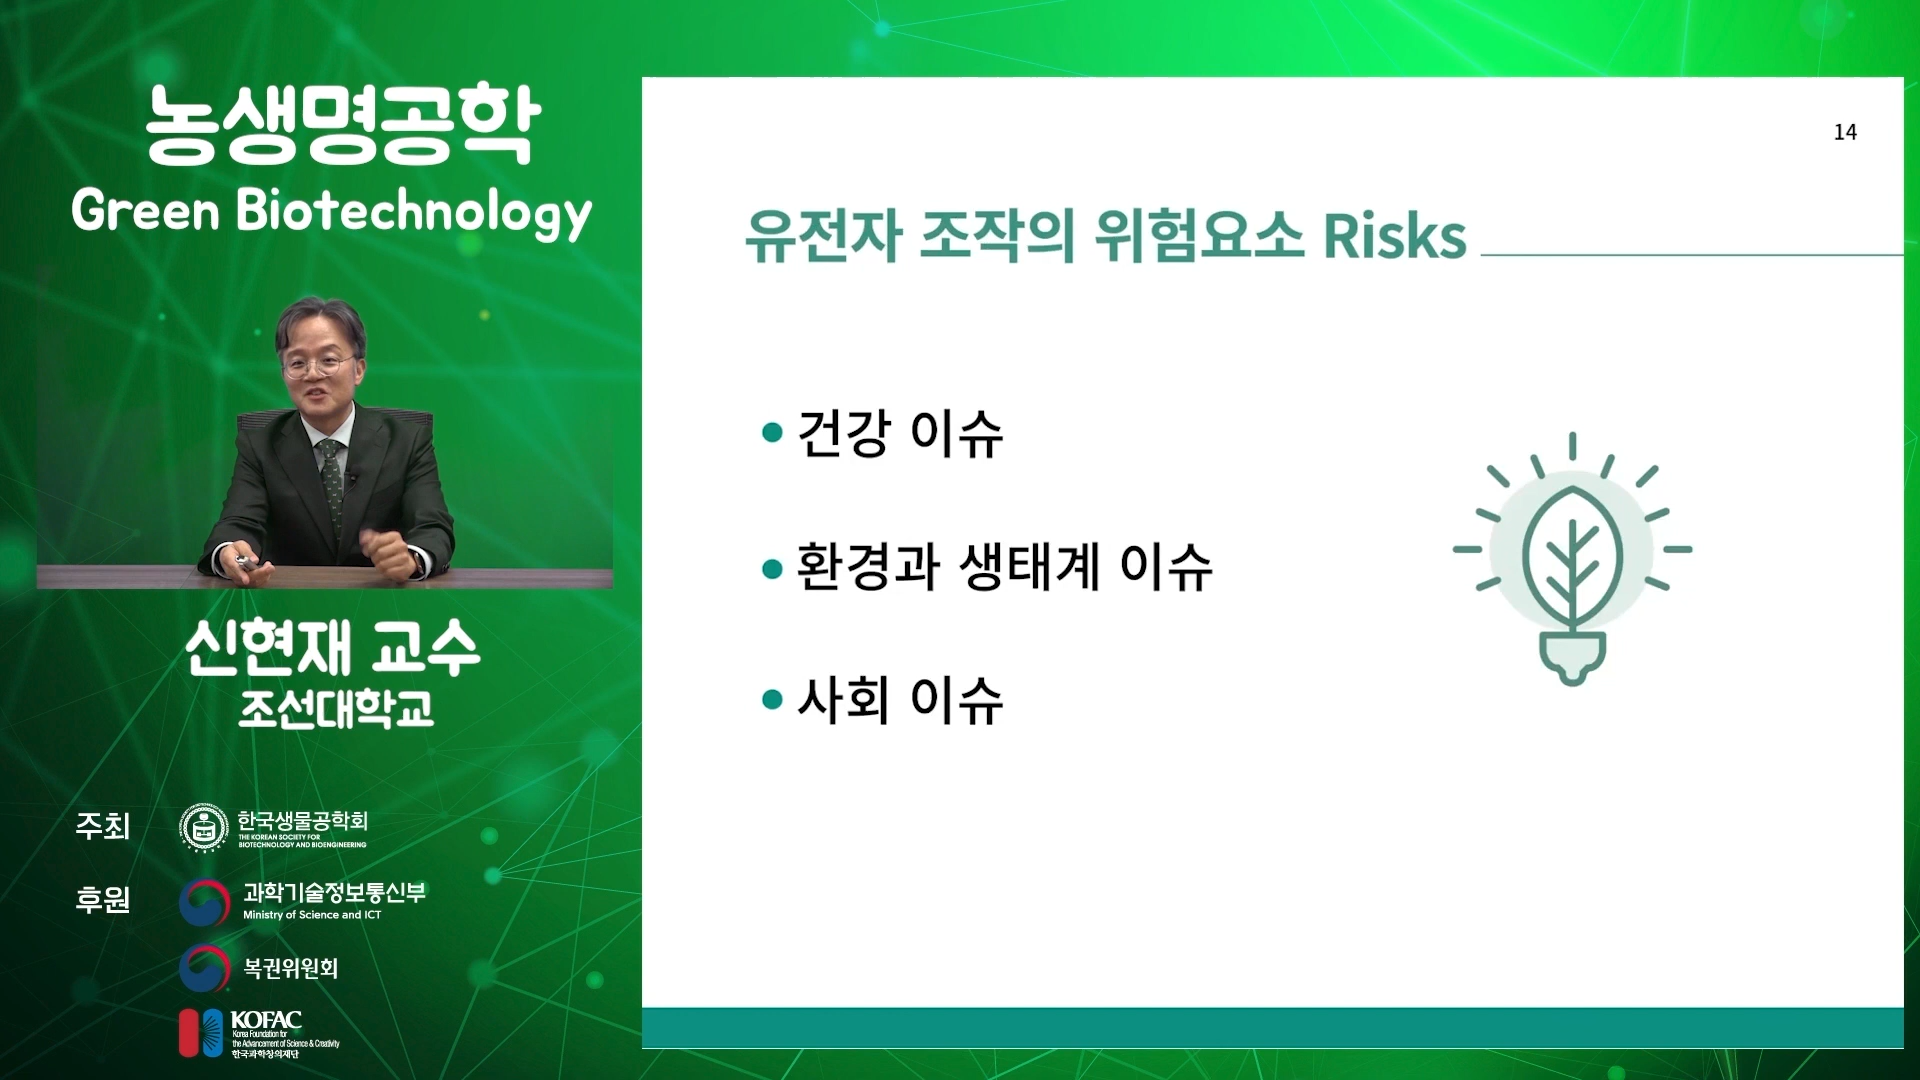 농생명공학
Green Biotechnology
신현재 교수
조선대학교
주최
한국생물공학회
THE KOREAN SOCIETY FOR
BIOTECHNOLOGY AND BIOENGINEERING
후원
과학기술정보통신부
Ministry of Science and ICT
복권위원회
KOFAC
Korea Foundation for
the Advancement of Science & Creativity
한국과학창의재단
14
유전자 조작의 위험요소 Risks
• 건강 이슈
• 환경과 생태계 이슈
• 사회 이슈